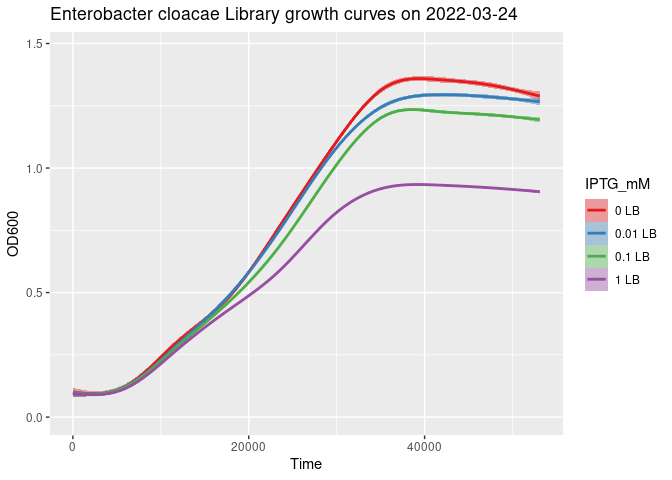 Enterobacter cloacae Library growth curves on 2022-03-24
1.5
1.0
0.5
0.0
OD600
0
20000
40000
Time
IPTG_mM
0 LB
0.01 LB
0.1 LB
1 LB